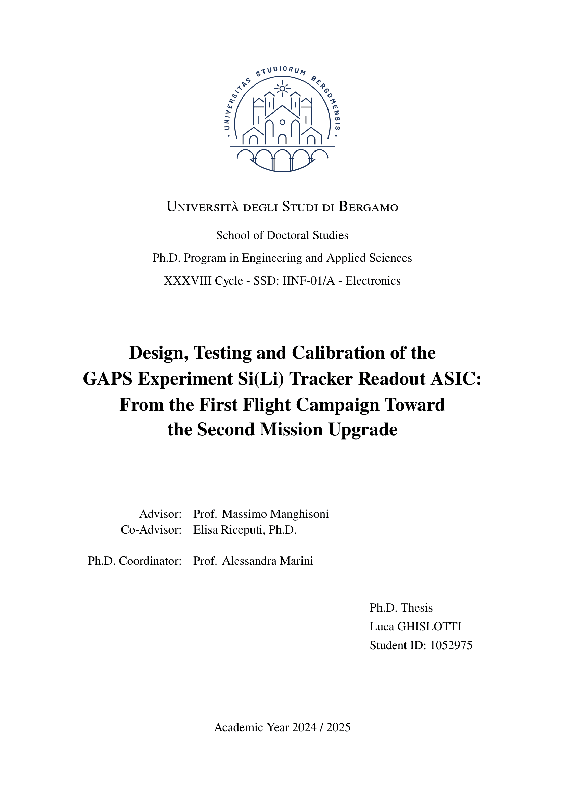 UNIVERSITAS STUDIORUM BERGOMENSIS
UNIVERSITÀ DEGLI STUDI DI BERGAMO
School of Doctoral Studies
Ph.D. Program in Engineering and Applied Sciences
XXXVIII Cycle - SSD: IINF-01/A - Electronics
Design, Testing and Calibration of the
GAPS Experiment Si(Li) Tracker Readout ASIC:
From the First Flight Campaign Toward
the Second Mission Upgrade
Advisor: Prof. Massimo Manghisoni
Co-Advisor: Elisa Riceputi, Ph.D.
Ph.D. Coordinator: Prof. Alessandra Marini
Ph.D. Thesis
Luca GHISLOTTI
Student ID: 1052975
Academic Year 2024 / 2025